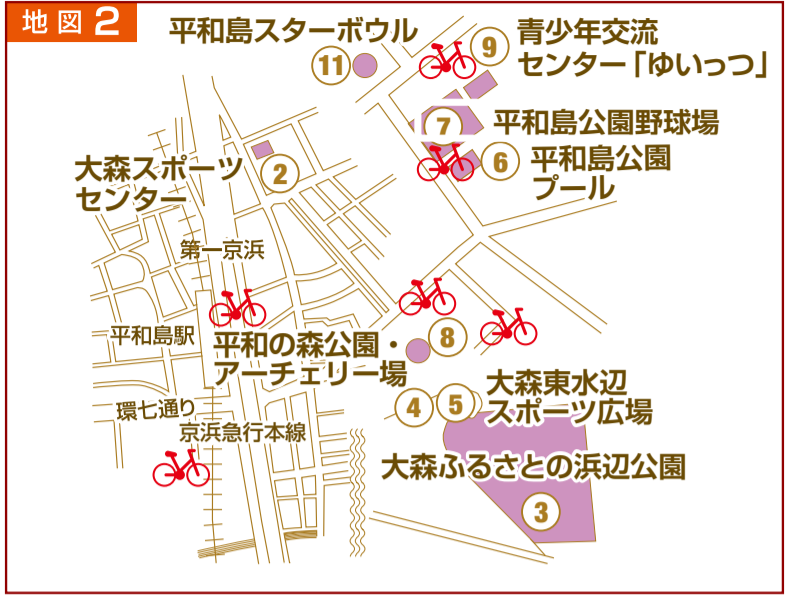 地図2
平和島スターボウル
11
9
青少年交流
センター「ゆいっつ」
7
平和島公園野球場
6
平和島公園
プール
大森スポーツ
センター
2
第一京浜
平和島駅
平和の森公園・
アーチェリー場
8
環七通り
京浜急行本線
4
5
大森東水辺
スポーツ広場
大森ふるさとの浜辺公園
3